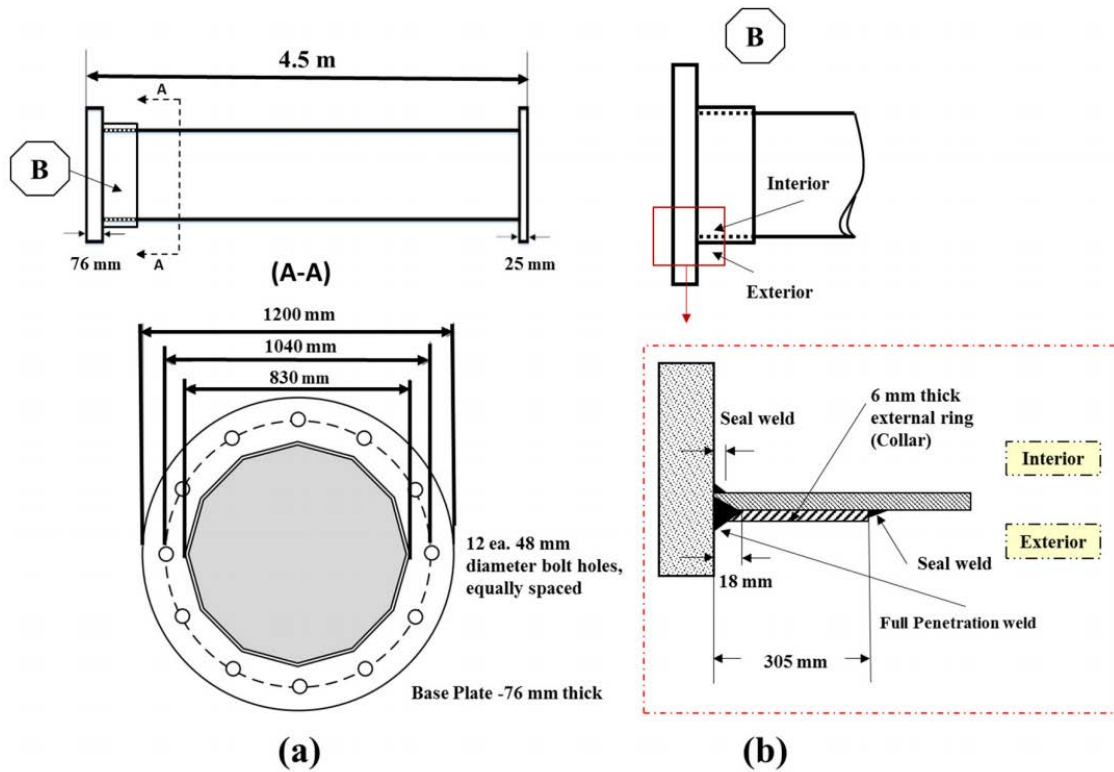 4.5 m
A
B
A
76 mm
(A-A)
25 mm
1200 mm
1040 mm
830 mm
12 ea. 48 mm
diameter bolt holes,
equally spaced
Base Plate -76 mm thick
(a)
B
Interior
Exterior
6 mm thick
external ring
(Collar)
Seal weld
Interior
Exterior
Seal weld
18 mm
Full Penetration weld
305 mm
(b)